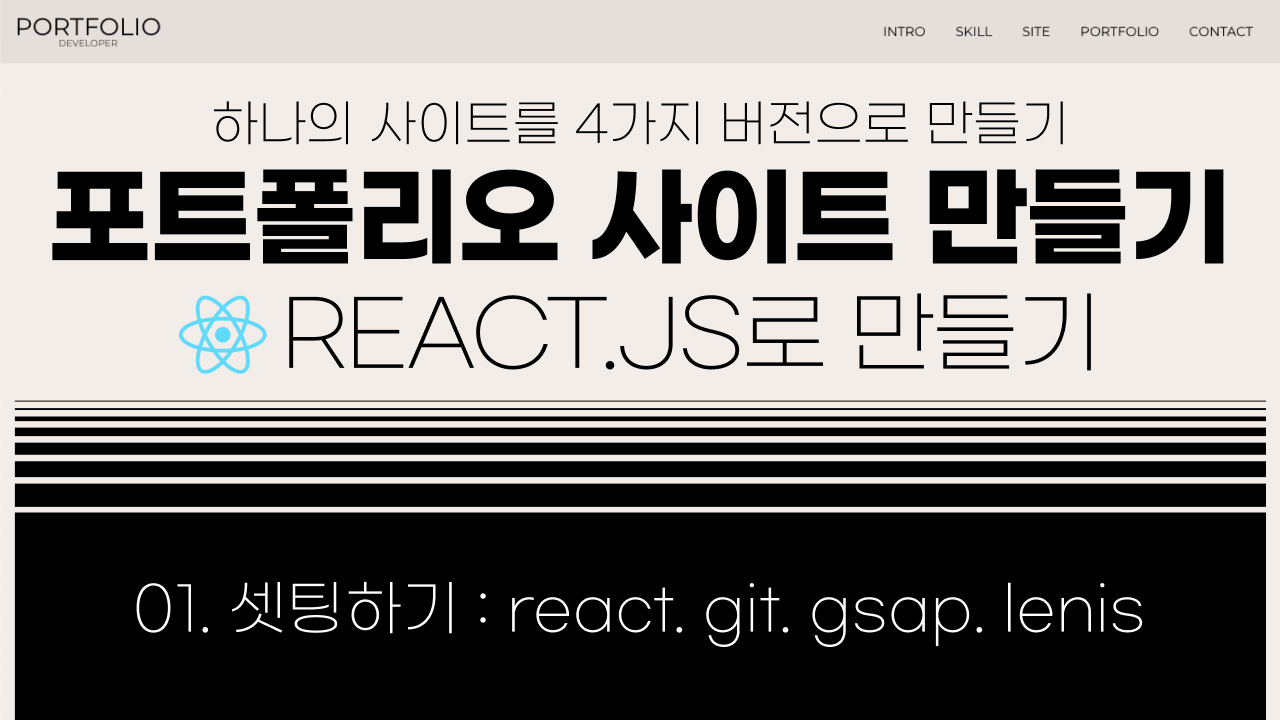 PORTFOLIO
DEVELOPER
INTRO SKILL SITE PORTFOLIO CONTACT
하나의 사이트를 4가지 버전으로 만들기
포트폴리오 사이트 만들기
REACT.JS로 만들기
01. 셋팅하기 : react. git. gsap. lenis